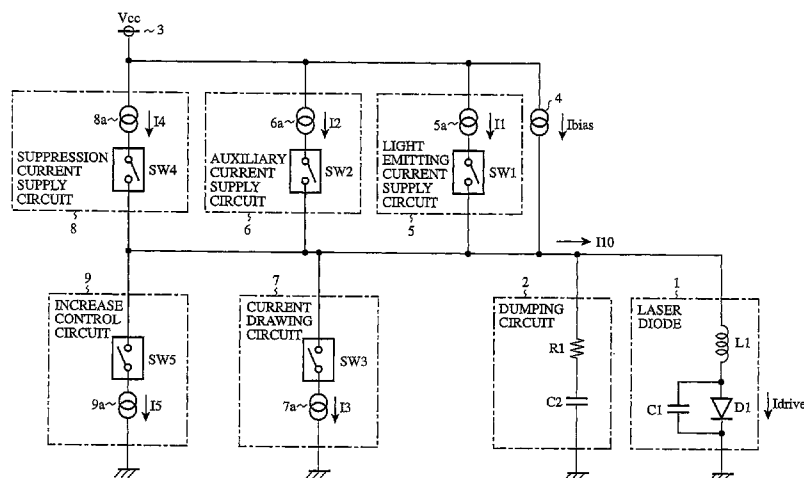 Vcc
3
8a
I4
SW4
SUPPRESSION
CURRENT
SUPPLY
CIRCUIT
8
6a
I2
SW2
AUXILIARY
CURRENT
SUPPLY
CIRCUIT
6
5a
I1
SW1
LIGHT
EMITTING
CURRENT
SUPPLY
CIRCUIT
5
4
Ibias
I10
9
INCREASE
CONTROL
CIRCUIT
SW5
9a
I5
7
CURRENT
DRAWING
CIRCUIT
SW3
7a
I3
2
DUMPING
CIRCUIT
R1
C2
1
LASER
DIODE
L1
C1
D1
Idrive